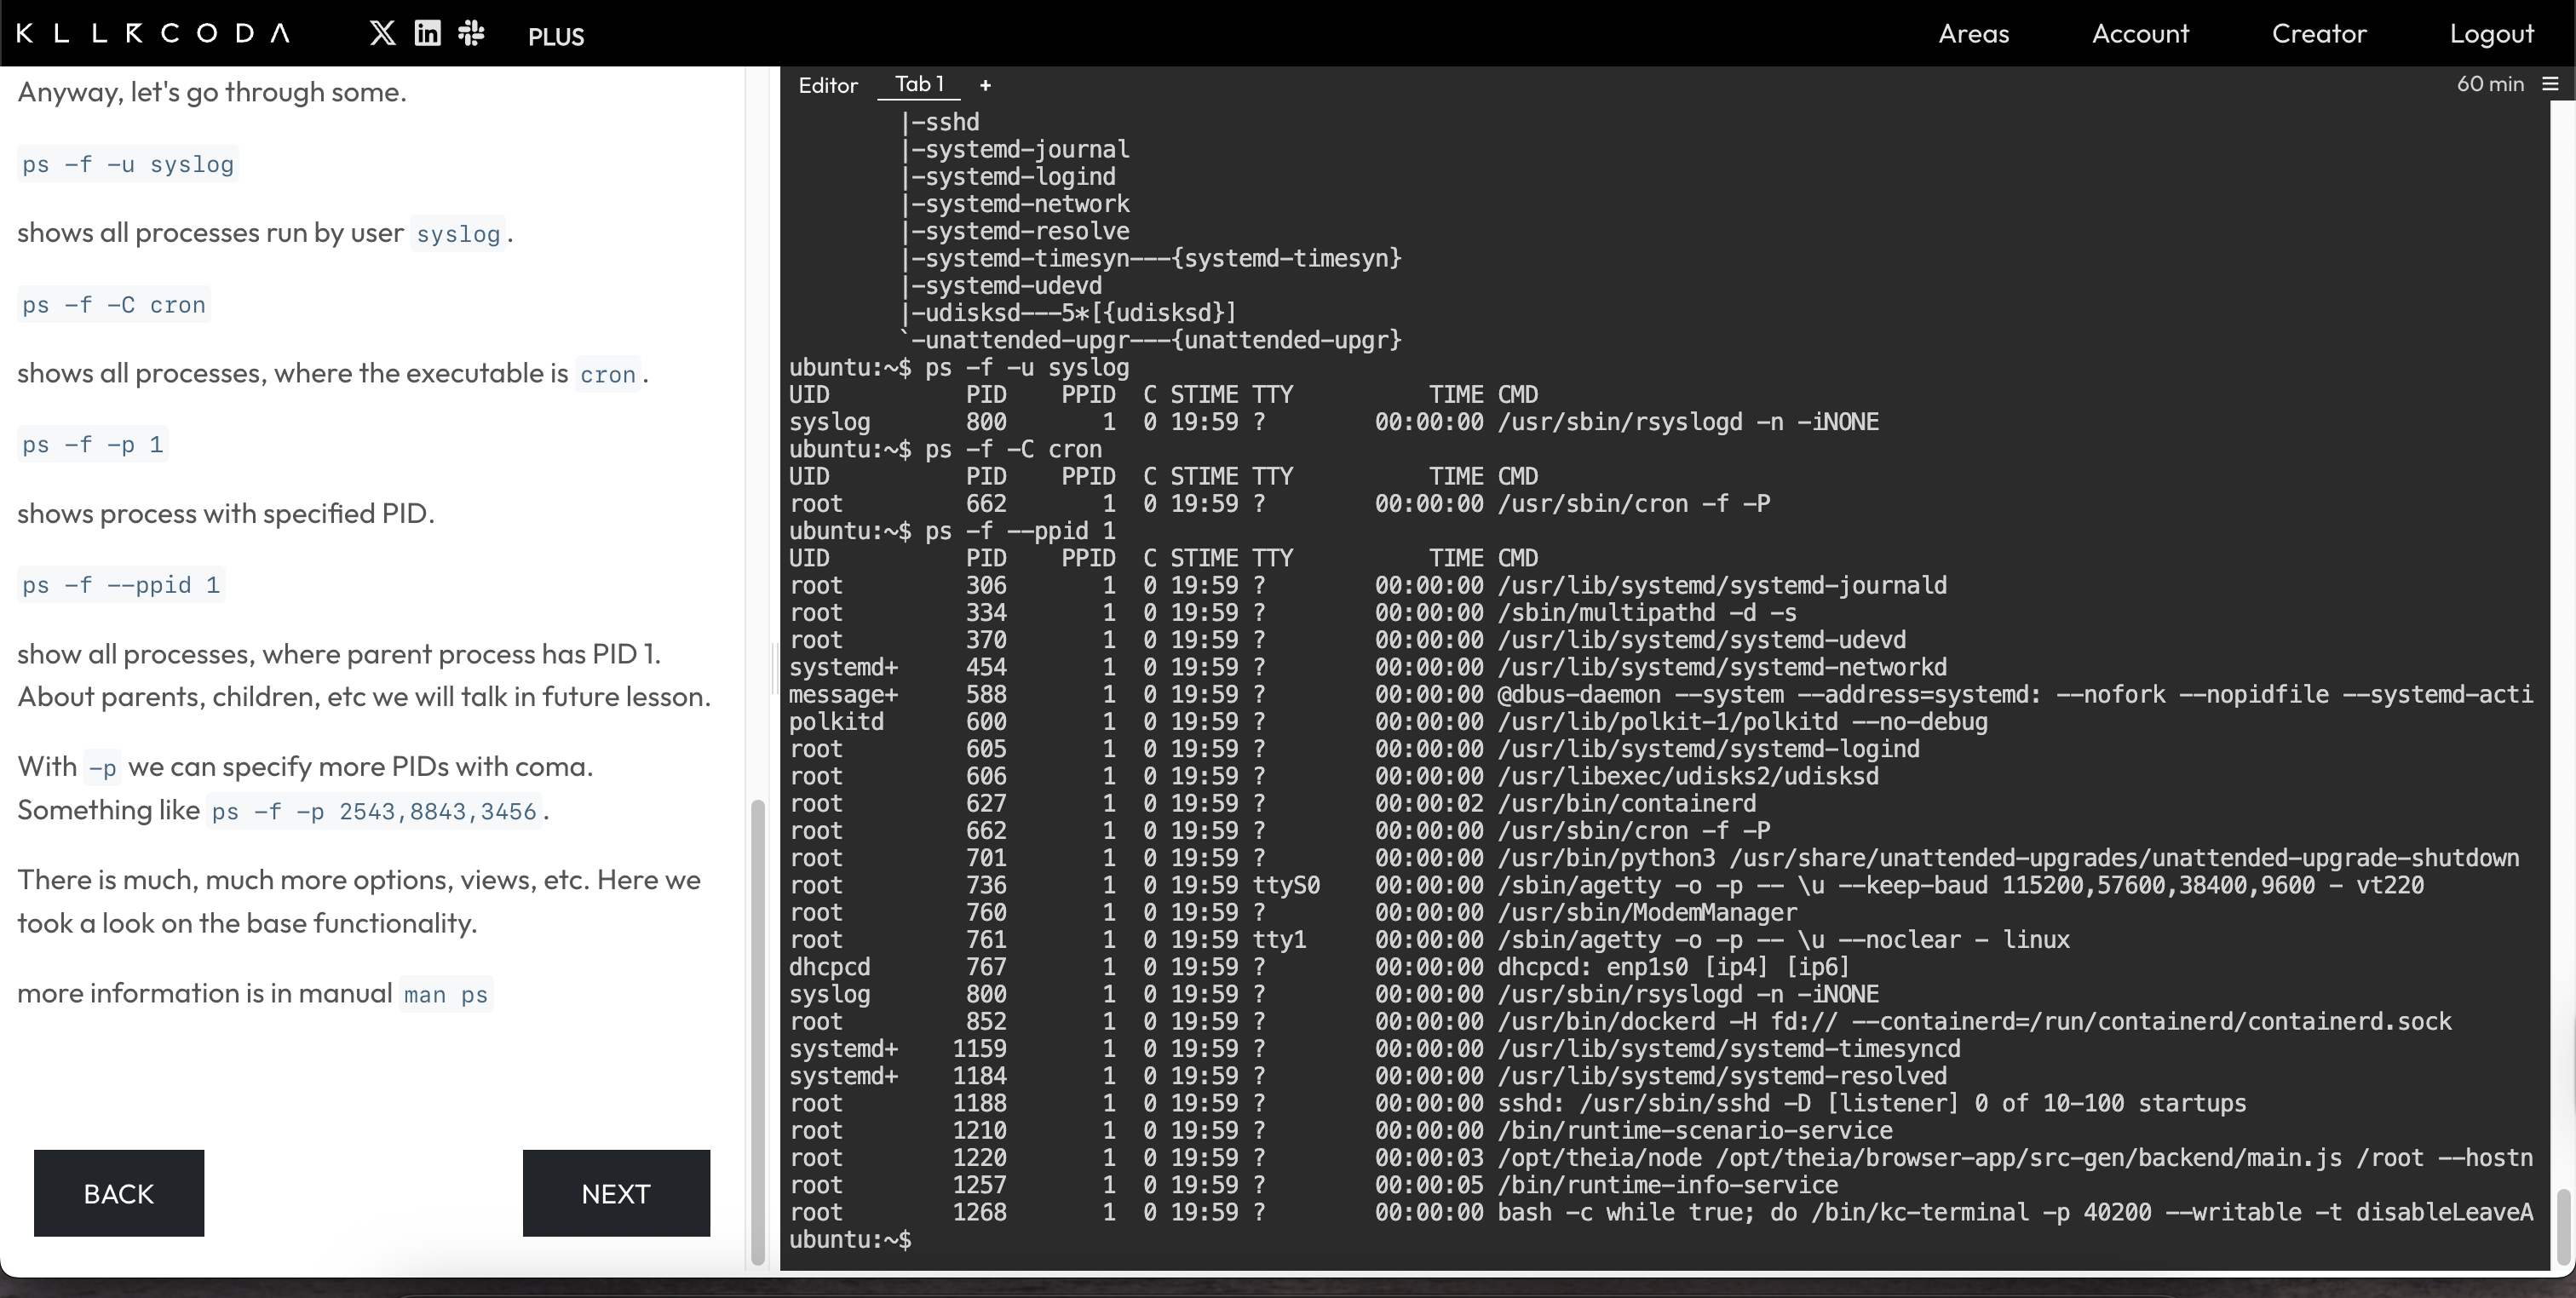 KLLRCODA PLUS Areas Account Creator Logout
Anyway, let's go through some.
ps -f -u syslog
shows all processes run by user syslog.
ps -f -C cron
shows all processes, where the executable is cron.
ps -f -p 1
shows process with specified PID.
ps -f --ppid 1
show all processes, where parent process has PID 1.
About parents, children, etc we will talk in future lesson.
With -p we can specify more PIDs with coma.
Something like ps -f -p 2543,8843,3456.
There is much, much more options, views, etc. Here we
took a look on the base functionality.
more information is in manual man ps
BACK NEXT
Editor Tab 1 + 60 min
|-sshd
|-systemd-journal
|-systemd-logind
|-systemd-network
|-systemd-resolve
|-systemd-timesyn---{systemd-timesyn}
|-systemd-udevd
|-udisksd---5*[{udisksd}]
`-unattended-upgr---{unattended-upgr}
ubuntu:~$ ps -f -u syslog
UID          PID    PPID  C STIME TTY          TIME CMD
syslog       800       1  0 19:59 ?        00:00:00 /usr/sbin/rsyslogd -n -iNONE
ubuntu:~$ ps -f -C cron
UID          PID    PPID  C STIME TTY          TIME CMD
root         662       1  0 19:59 ?        00:00:00 /usr/sbin/cron -f -P
ubuntu:~$ ps -f --ppid 1
UID          PID    PPID  C STIME TTY          TIME CMD
root         306       1  0 19:59 ?        00:00:00 /usr/lib/systemd/systemd-journald
root         334       1  0 19:59 ?        00:00:00 /sbin/multipathd -d -s
root         370       1  0 19:59 ?        00:00:00 /usr/lib/systemd/systemd-udevd
systemd+     454       1  0 19:59 ?        00:00:00 /usr/lib/systemd/systemd-networkd
message+     588       1  0 19:59 ?        00:00:00 @dbus-daemon --system --address=systemd: --nofork --nopidfile --systemd-acti
polkitd      600       1  0 19:59 ?        00:00:00 /usr/lib/polkit-1/polkitd --no-debug
root         605       1  0 19:59 ?        00:00:00 /usr/lib/systemd/systemd-logind
root         606       1  0 19:59 ?        00:00:00 /usr/libexec/udisks2/udisksd
root         627       1  0 19:59 ?        00:00:02 /usr/bin/containerd
root         662       1  0 19:59 ?        00:00:00 /usr/sbin/cron -f -P
root         701       1  0 19:59 ?        00:00:00 /usr/bin/python3 /usr/share/unattended-upgrades/unattended-upgrade-shutdown
root         736       1  0 19:59 ttyS0    00:00:00 /sbin/agetty -o -p -- \u --keep-baud 115200,57600,38400,9600 - vt220
root         760       1  0 19:59 ?        00:00:00 /usr/sbin/ModemManager
root         761       1  0 19:59 tty1     00:00:00 /sbin/agetty -o -p -- \u --noclear - linux
dhcpcd       767       1  0 19:59 ?        00:00:00 dhcpcd: enp1s0 [ip4] [ip6]
syslog       800       1  0 19:59 ?        00:00:00 /usr/sbin/rsyslogd -n -iNONE
root         852       1  0 19:59 ?        00:00:00 /usr/bin/dockerd -H fd:// --containerd=/run/containerd/containerd.sock
systemd+    1159       1  0 19:59 ?        00:00:00 /usr/lib/systemd/systemd-timesyncd
systemd+    1184       1  0 19:59 ?        00:00:00 /usr/lib/systemd/systemd-resolved
root        1188       1  0 19:59 ?        00:00:00 sshd: /usr/sbin/sshd -D [listener] 0 of 10-100 startups
root        1210       1  0 19:59 ?        00:00:00 /bin/runtime-scenario-service
root        1220       1  0 19:59 ?        00:00:03 /opt/theia/node /opt/theia/browser-app/src-gen/backend/main.js /root --hostn
root        1257       1  0 19:59 ?        00:00:05 /bin/runtime-info-service
root        1268       1  0 19:59 ?        00:00:00 bash -c while true; do /bin/kc-terminal -p 40200 --writable -t disableLeaveA
ubuntu:~$